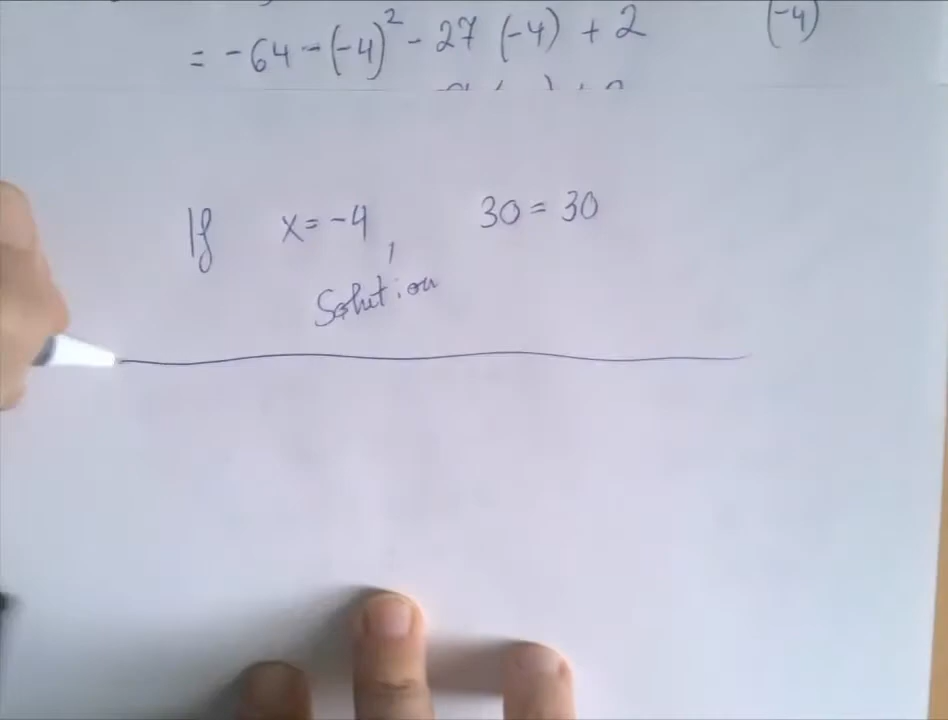 = -64 - (-4)² - 27 (-4) + 2 (-4)
If x = -4, 30 = 30
Solution